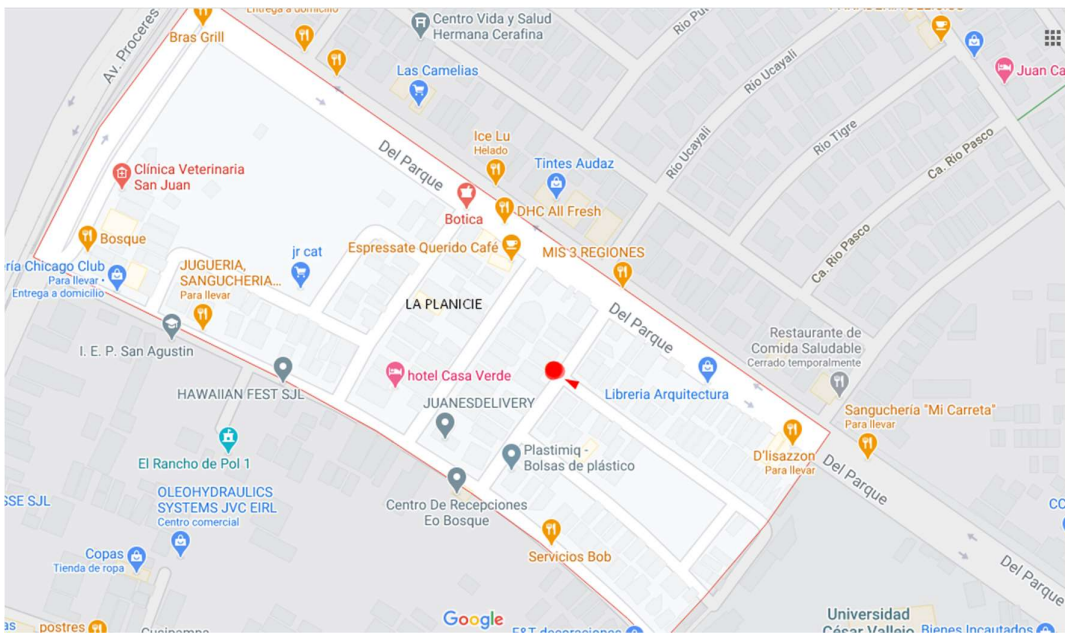 Entrega a domicilio
Bras Grill
Av. Proceres
Centro Vida y Salud
Hermana Cerafina
Las Camelias
Río Ucayali
Juan Ca
Ice Lu
Helado
Del Parque
Tintes Audaz
Río Ucayali
Río Tigre
Ca. Rio Pasco
Clínica Veterinaria
San Juan
Botica
DHC All Fresh
Bosque
jr cat
Espressate Querido Café
MIS 3 REGIONES
Ca. Rio Pasco
ría Chicago Club
Para llevar •
Entrega a domicilio
JUGUERIA,
SANGUCHERIA...
Para llevar
LA PLANICIE
Del Parque
I. E. P. San Agustin
Restaurante de
Comida Saludable
Cerrado temporalmente
HAWAIIAN FEST SJL
hotel Casa Verde
Libreria Arquitectura
JUANESDELIVERY
Sanguchería "Mi Carreta"
Para llevar
El Rancho de Pol 1
Plastimiq -
Bolsas de plástico
D'lisazzon
Para llevar
Del Parque
SSE SJL
OLEOHYDRAULICS
SYSTEMS JVC EIRL
Centro comercial
Centro De Recepciones
Eo Bosque
CO
Copas
Tienda de ropa
Servicios Bob
Del Parque
Google
Universidad
César Vallejo
Bienes Incautados
as
postres
F&T decoraciones